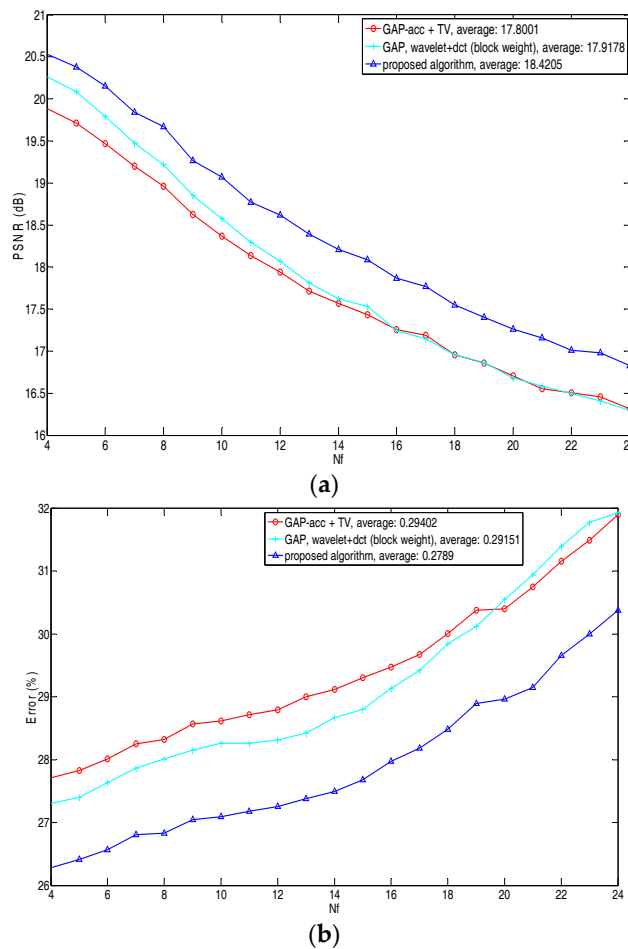 21
20.5
20
19.5
19
18.5
18
17.5
17
16.5
16
PSNR (dB)
GAP-acc + TV, average: 17.8001
GAP, wavelet+dct (block weight), average: 17.9178
proposed algorithm, average: 18.4205
4 6 8 10 12 14 16 18 20 22 2
Nf
(a)
32
31
30
29
28
27
26
Error (%)
GAP-acc + TV, average: 0.29402
GAP, wavelet+dct (block weight), average: 0.29151
proposed algorithm, average: 0.2789
4 6 8 10 12 14 16 18 20 22 24
Nf
(b)